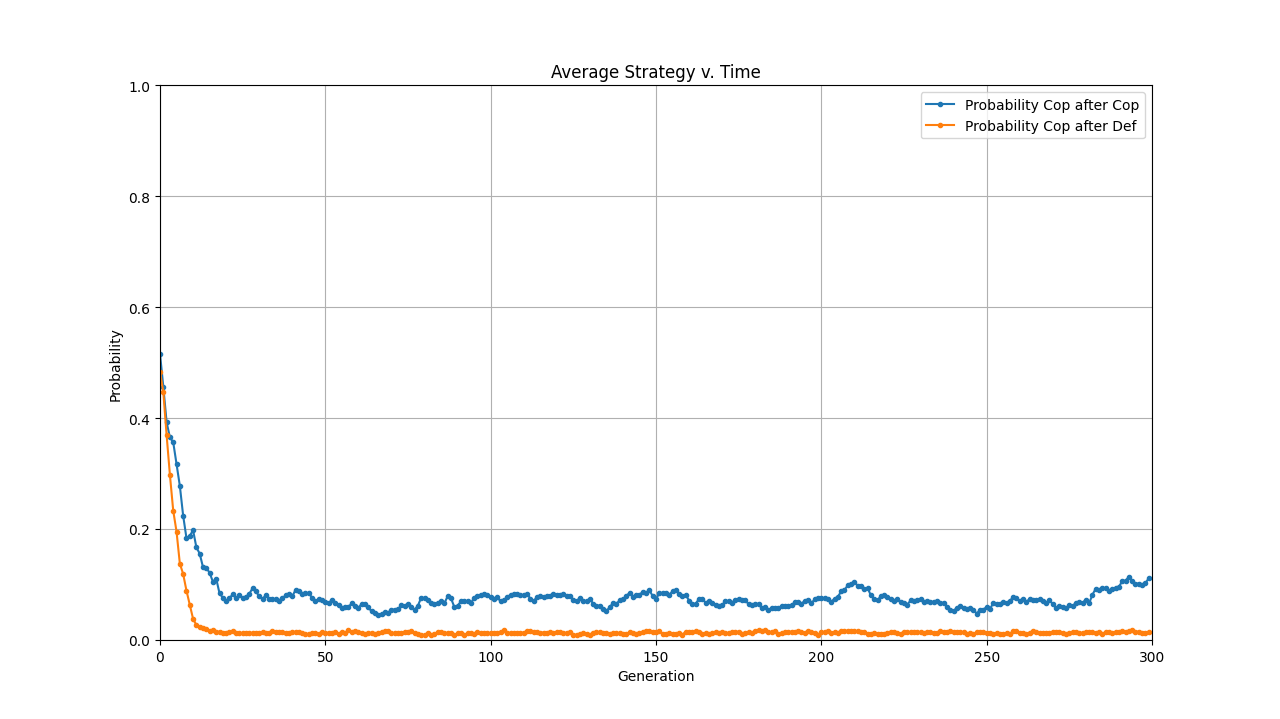 Average Strategy v. Time
Probability Cop after Cop
Probability Cop after Def
1.0
0.8
0.6
0.4
0.2
0.0
Probability
0 50 100 150 200 250 300
Generation